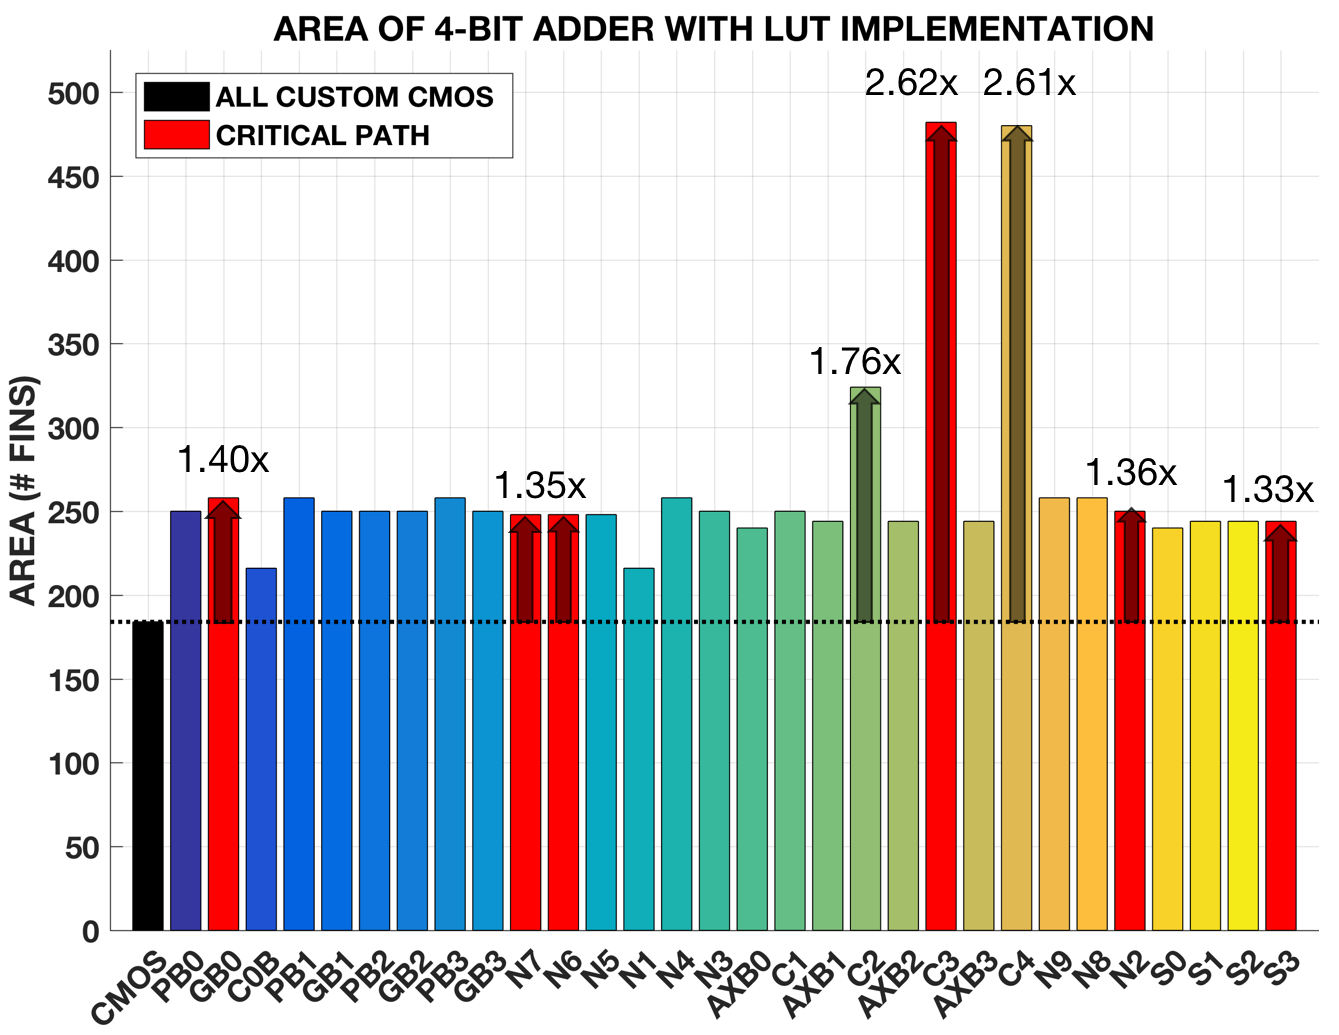 AREA OF 4-BIT ADDER WITH LUT IMPLEMENTATION
ALL CUSTOM CMOS
CRITICAL PATH
AREA (# FINS)
500
450
400
350
300
250
200
150
100
50
0
2.62x 2.61x
1.76x
1.40x
1.35x
1.36x
1.33x
CMOS PB0 GB0 C0B PB1 GB1 PB2 GB2 PB3 GB3 N7 N6 N5 N1 N4 N3 AXB0 C1 AXB1 C2 AXB2 C3 AXB3 C4 N9 N8 N2 S0 S1 S2 S3